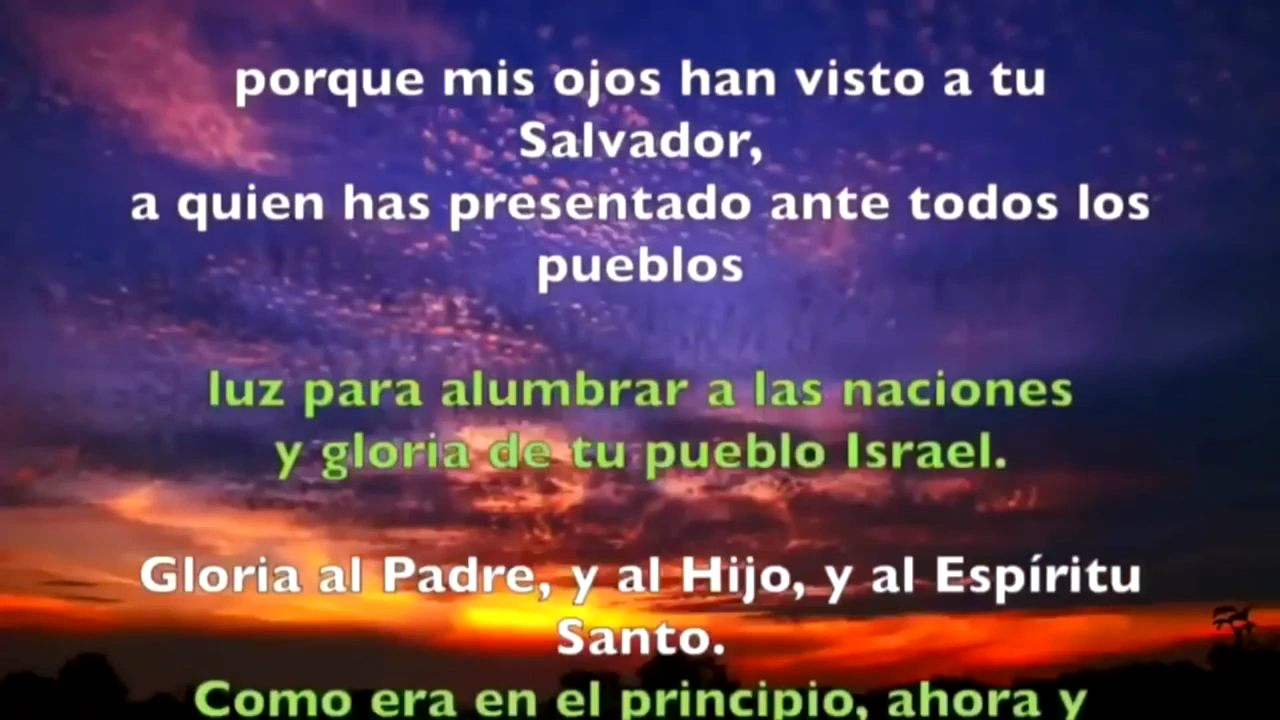 porque mis ojos han visto a tu
Salvador,
a quien has presentado ante todos los
pueblos
luz para alumbrar a las naciones
y gloria de tu pueblo Israel.
Gloria al Padre, y al Hijo, y al Espíritu
Santo.
Como era en el principio, ahora y